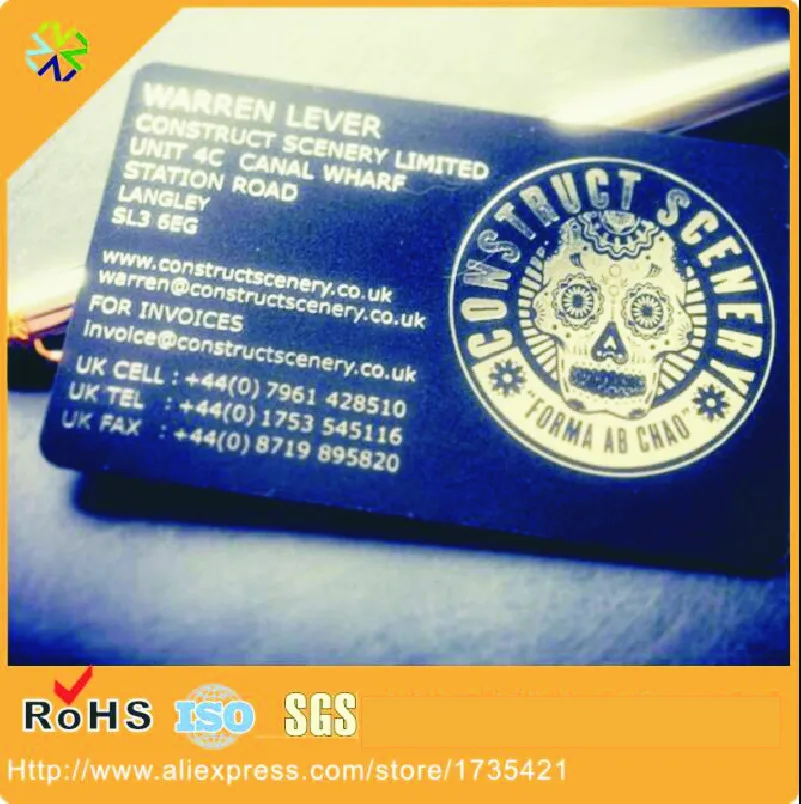 WARREN LEVER
CONSTRUCT SCENERY LIMITED
UNIT 4C CANAL WHARF
STATION ROAD
LANGLEY
SL3 6EG
www.constructscenery.co.uk
warren@constructscenery.co.uk
FOR INVOICES
invoice@constructscenery.co.uk
UK CELL : +44(0) 7961 428510
UK TEL : +44(0) 1753 545116
UK FAX : +44(0) 8719 895820
CONSTRUCT SCENERY
"FORMA AB CHAO"
RoHS ISO SGS
Http://www.aliexpress.com/store/1735421